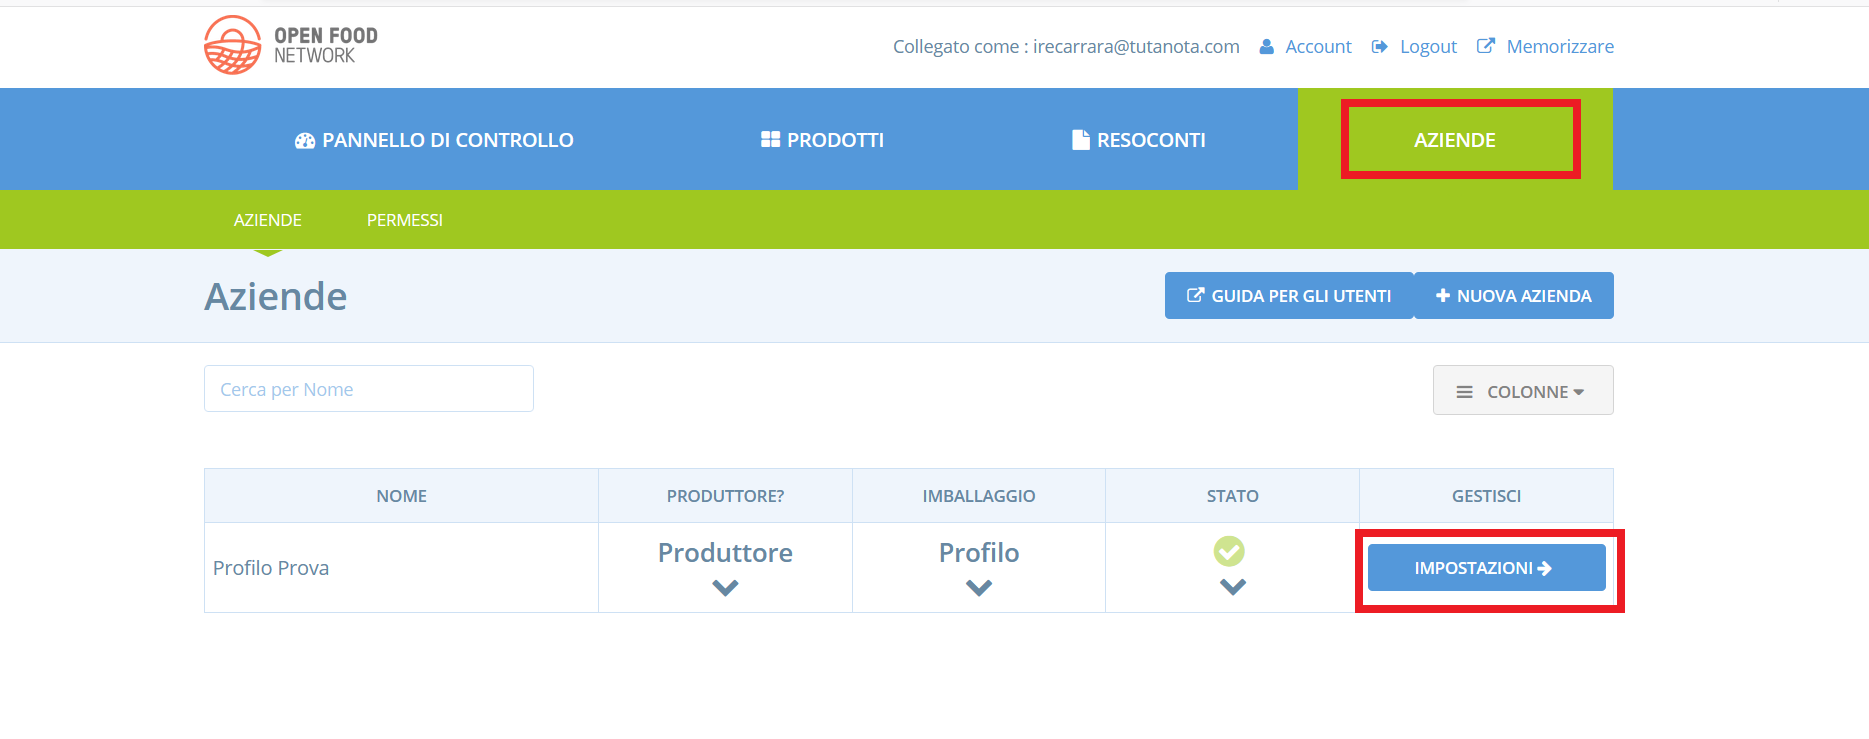 OPEN FOOD
NETWORK
Collegato come : irecarrara@tutanota.com Account Logout Memorizzare
PANNELLO DI CONTROLLO PRODOTTI RESOCONTI AZIENDE
AZIENDE PERMESSI
Aziende GUIDA PER GLI UTENTI NUOVA AZIENDA
Cerca per Nome COLONNE
NOME PRODUTTORE? IMBALLAGGIO STATO GESTISCI
Profilo Prova Produttore Profilo IMPOSTAZIONI